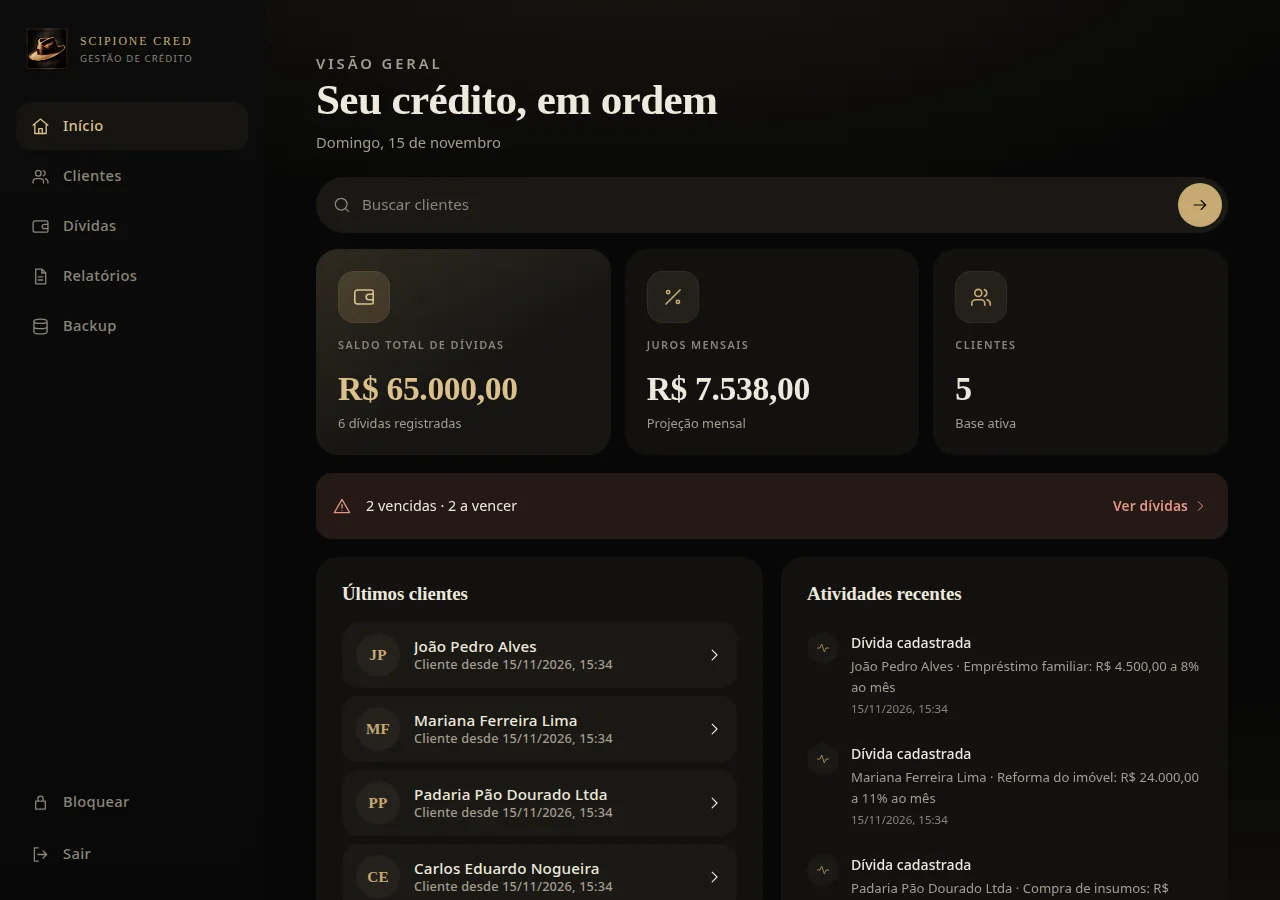 SCIPIONE CRED
GESTÃO DE CRÉDITO
Início
Clientes
Dívidas
Relatórios
Backup
Bloquear
Sair
VISÃO GERAL
Seu crédito, em ordem
Domingo, 15 de novembro
Buscar clientes
SALDO TOTAL DE DÍVIDAS
R$ 65.000,00
6 dívidas registradas
JUROS MENSAIS
R$ 7.538,00
Projeção mensal
CLIENTES
5
Base ativa
2 vencidas · 2 a vencer
Ver dívidas
Últimos clientes
JP
João Pedro Alves
Cliente desde 15/11/2026, 15:34
MF
Mariana Ferreira Lima
Cliente desde 15/11/2026, 15:34
PP
Padaria Pão Dourado Ltda
Cliente desde 15/11/2026, 15:34
CE
Carlos Eduardo Nogueira
Cliente desde 15/11/2026, 15:34
Atividades recentes
Dívida cadastrada
João Pedro Alves · Empréstimo familiar: R$ 4.500,00 a 8%
ao mês
15/11/2026, 15:34
Dívida cadastrada
Mariana Ferreira Lima · Reforma do imóvel: R$ 24.000,00
a 11% ao mês
15/11/2026, 15:34
Dívida cadastrada
Padaria Pão Dourado Ltda · Compra de insumos: R$